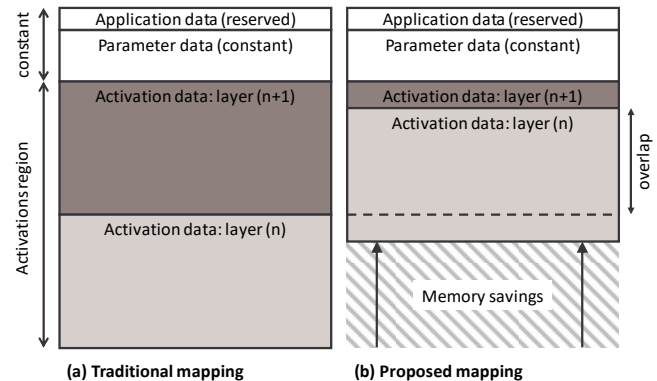 constant
Application data (reserved)
Parameter data (constant)
Activations region
Activation data: layer (n+1)
Activation data: layer (n)
(a) Traditional mapping
Application data (reserved)
Parameter data (constant)
Activation data: layer (n+1)
Activation data: layer (n)
overlap
Memory savings
(b) Proposed mapping